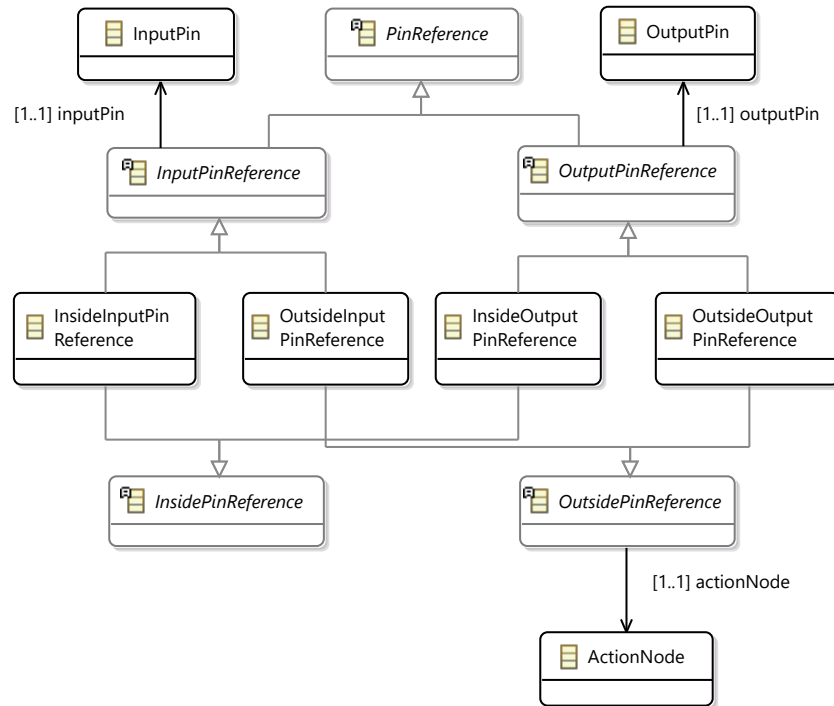 InputPin
PinReference
OutputPin
[1..1] inputPin
[1..1] outputPin
InputPinReference
OutputPinReference
InsideInputPin
Reference
OutsideInput
PinReference
InsideOutput
PinReference
OutsideOutput
PinReference
InsidePinReference
OutsidePinReference
[1..1] actionNode
ActionNode